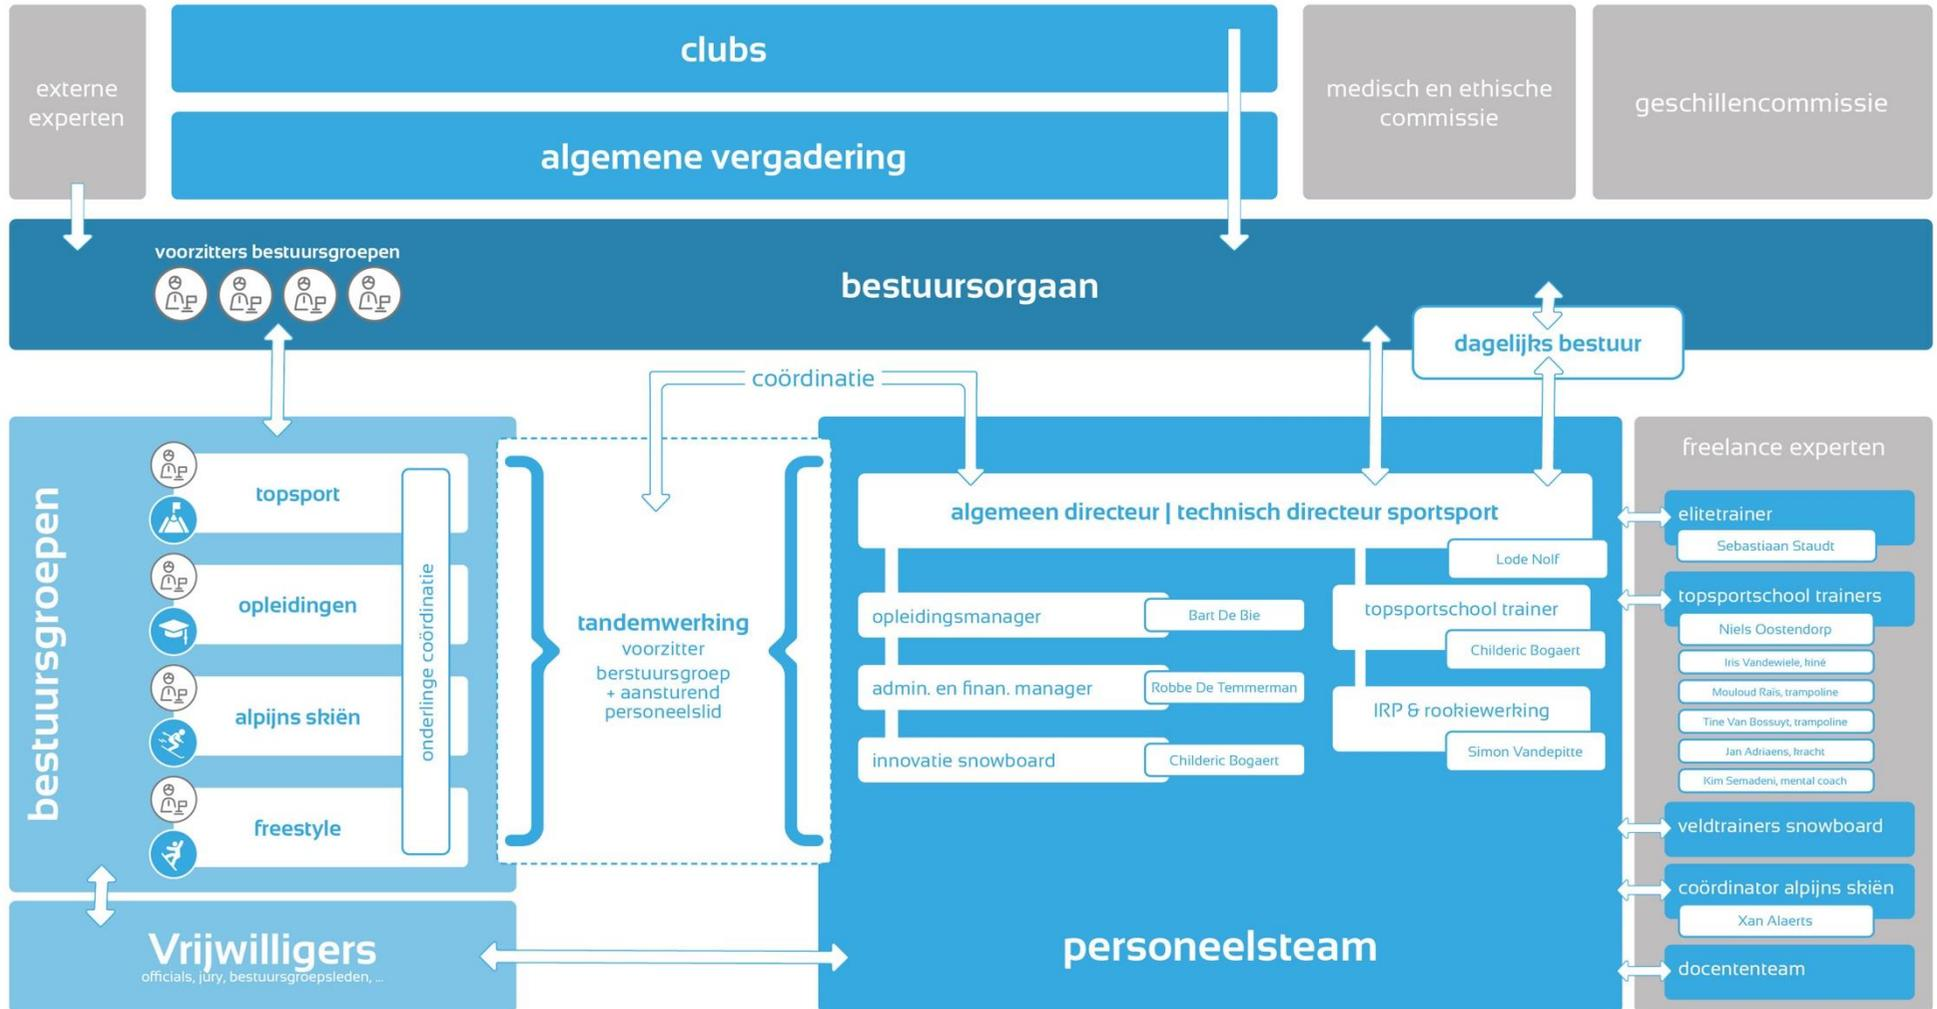 externe
experten
clubs
algemene vergadering
medisch en ethische
commissie
geschillencommissie
voorzitters bestuursgroepen
bestuursorgaan
dagelijks bestuur
coördinatie
bestuursgroepen
topsport
opleidingen
alpijns skiën
freestyle
onderlinge coördinatie
tandemwerking
voorzitter
berstuursgroep
+ aansturend
personeelslid
algemeen directeur | technisch directeur sportsport
Lode Nolf
opleidingsmanager
Bart De Bie
admin. en finan. manager
Robbe De Temmerman
innovatie snowboard
Childeric Bogaert
topsportschool trainer
Childeric Bogaert
IRP & rookiewerking
Simon Vandepitte
personeelsteam
Vrijwilligers
officials, jury, bestuursgroepsleden, ...
freelance experten
elitetrainer
Sebastiaan Staudt
topsportschool trainers
Niels Oostendorp
Iris Vandewiele, kiné
Mouloud Raïs, trampoline
Tine Van Bossuyt, trampoline
Jan Adriaens, kracht
Kim Semadeni, mental coach
veldtrainers snowboard
coördinator alpijns skiën
Xan Alaerts
docententeam